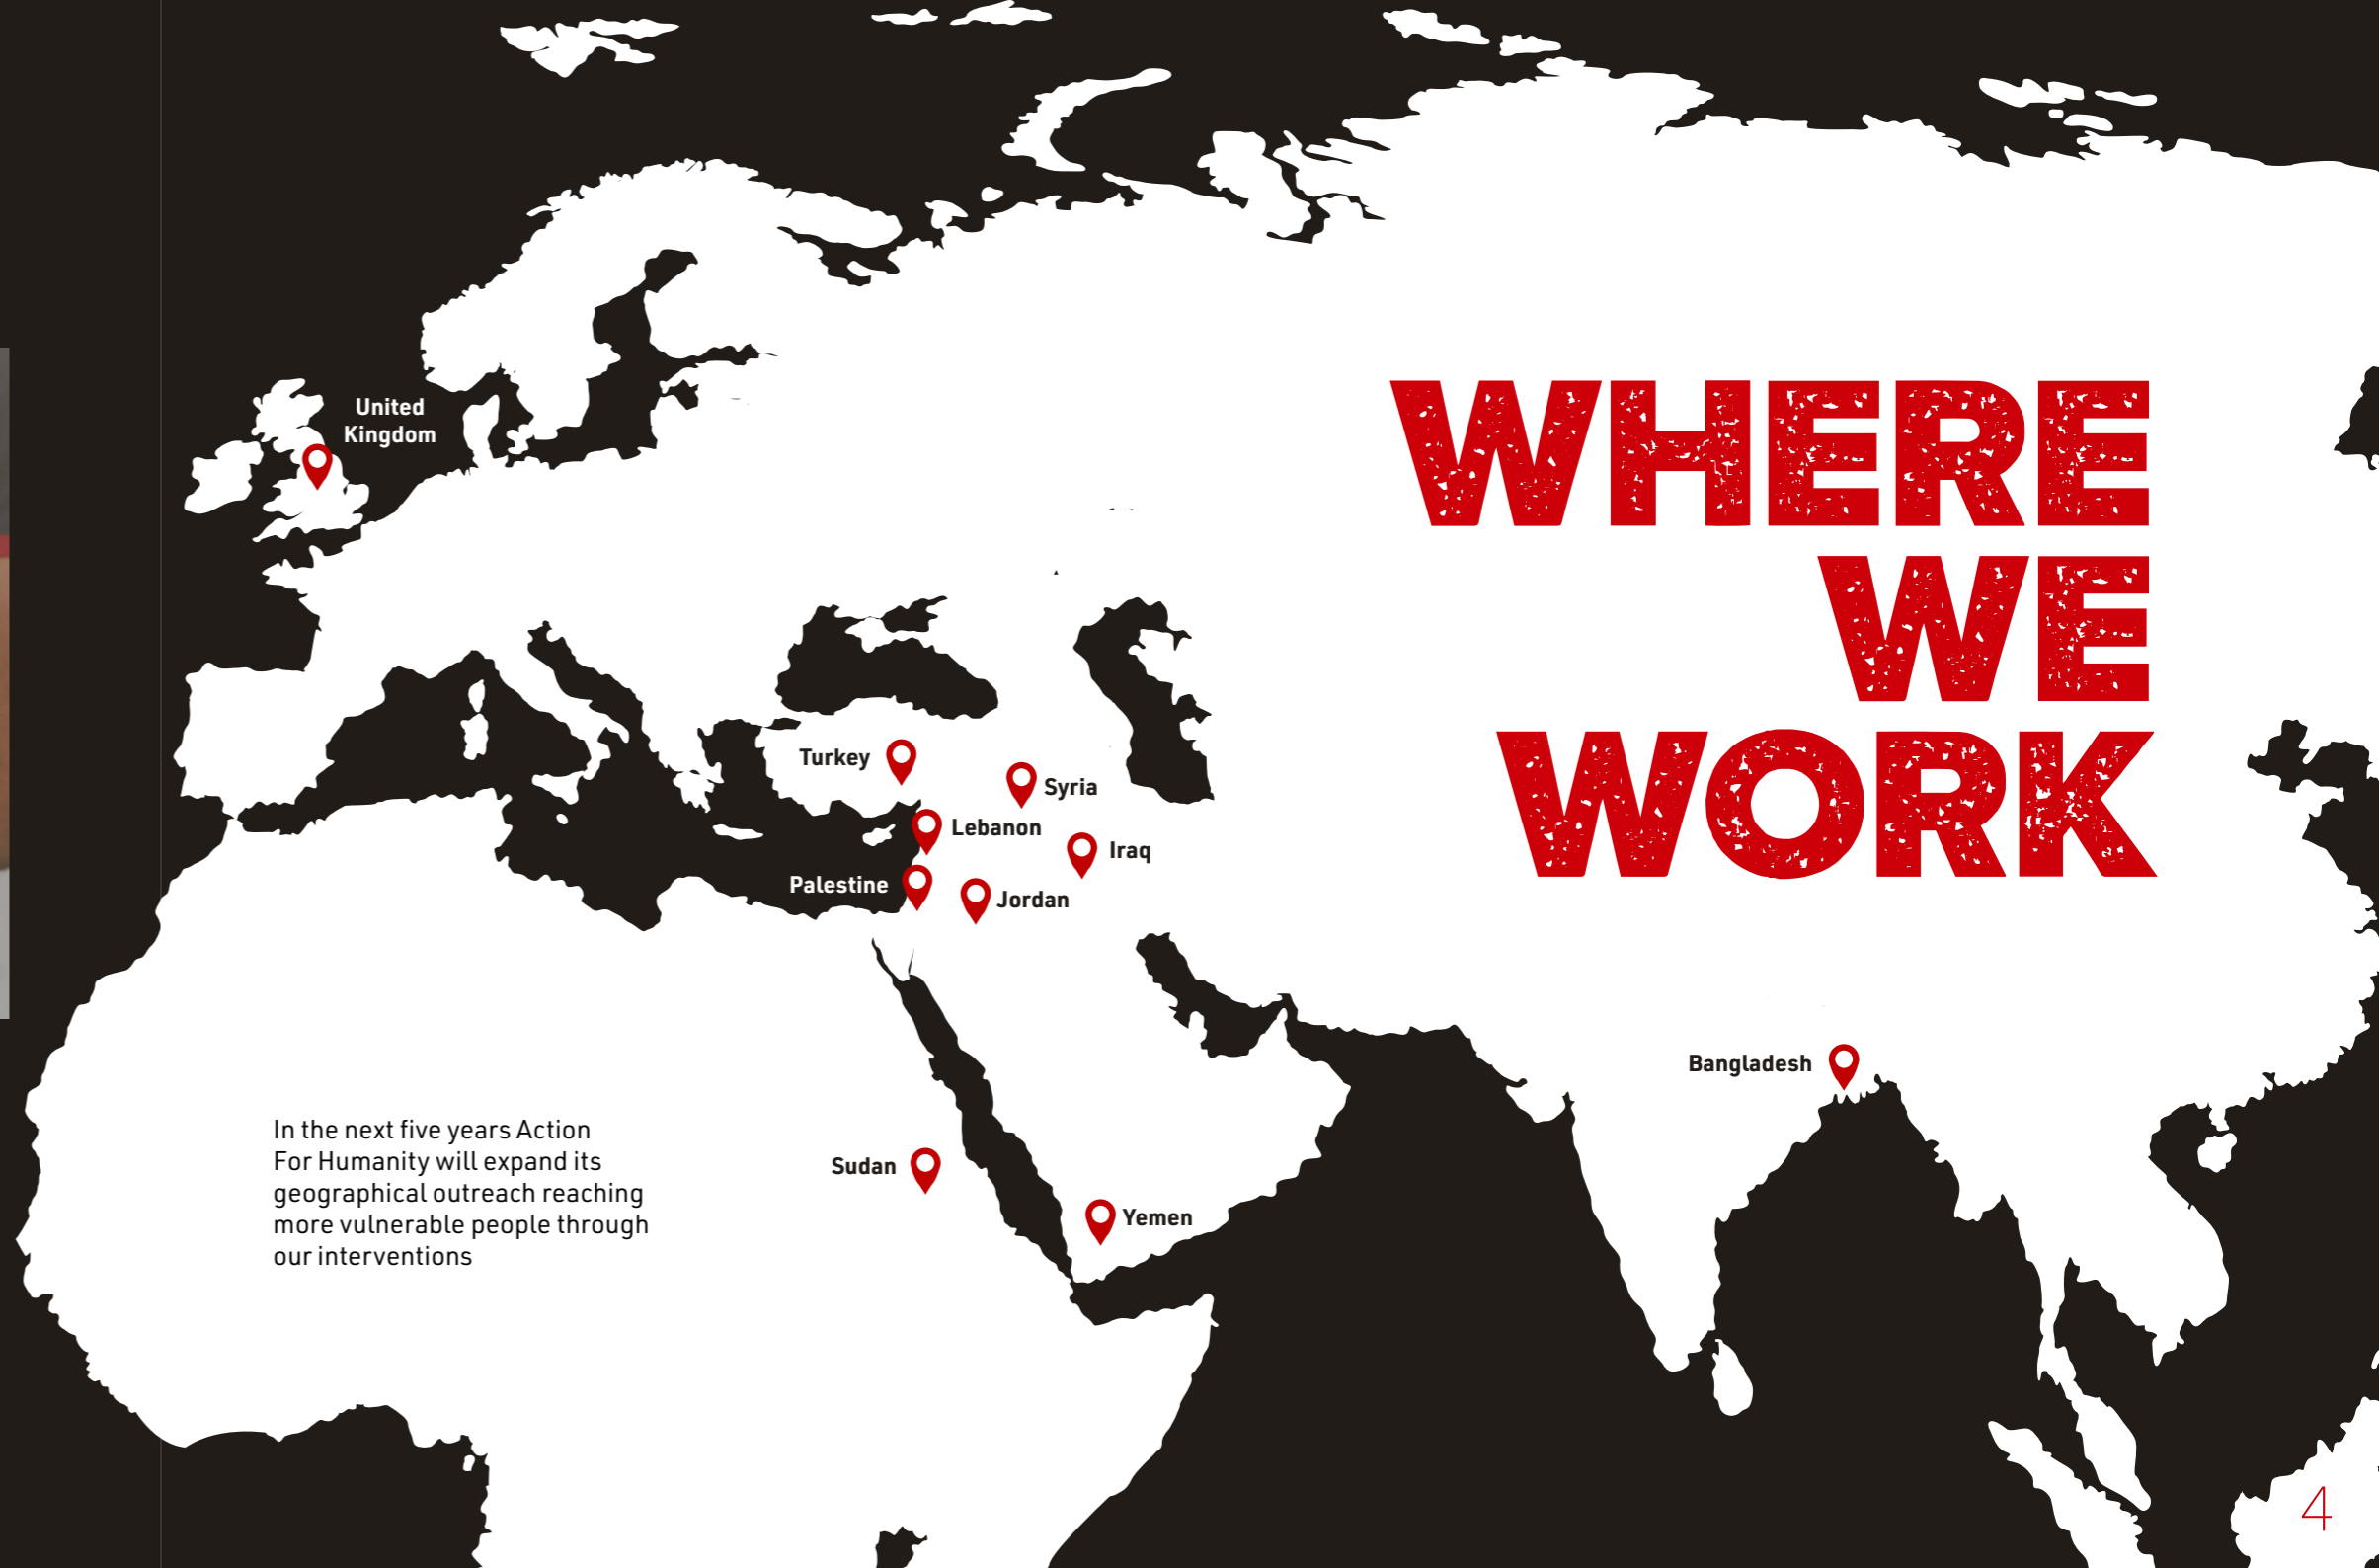 WHERE
WE
WORK
United
Kingdom
Turkey
Syria
Lebanon
Iraq
Palestine
Jordan
Bangladesh
Sudan
Yemen
In the next five years Action
For Humanity will expand its
geographical outreach reaching
more vulnerable people through
our interventions
4